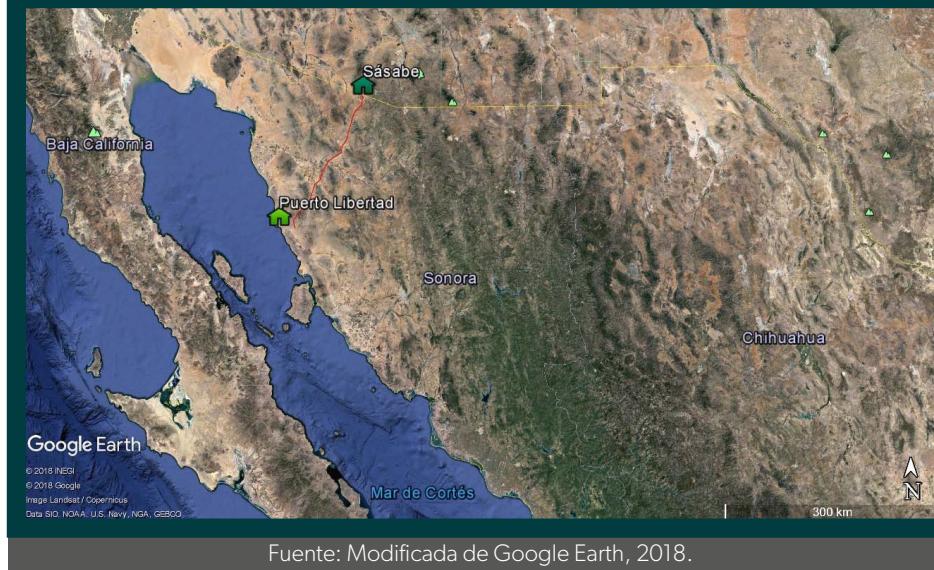 Sásabe
Baja California
Puerto Libertad
Sonora
Chihuahua
Google Earth
© 2018 INEGI
© 2018 Google
Image Landsat / Copernicus
Data SIO, NOAA, U.S. Navy, NGA, GEBCO
Mar de Cortés
N
300 km
Fuente: Modificada de Google Earth, 2018.